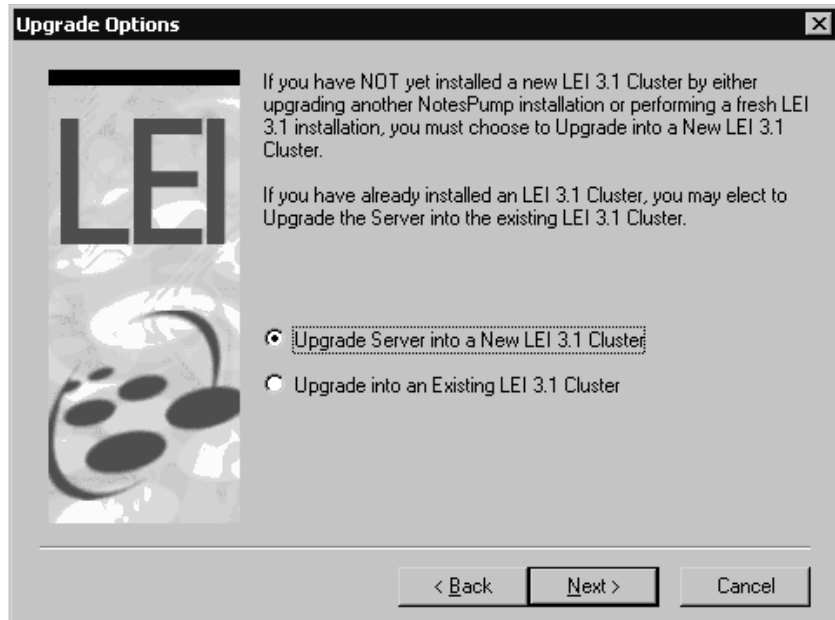 Upgrade Options
LEI
If you have NOT yet installed a new LEI 3.1 Cluster by either
upgrading another NotesPump installation or performing a fresh LEI
3.1 installation, you must choose to Upgrade into a New LEI 3.1
Cluster.
If you have already installed an LEI 3.1 Cluster, you may elect to
Upgrade the Server into the existing LEI 3.1 Cluster.
Upgrade Server into a New LEI 3.1 Cluster
Upgrade into an Existing LEI 3.1 Cluster
< Back
Next >
Cancel